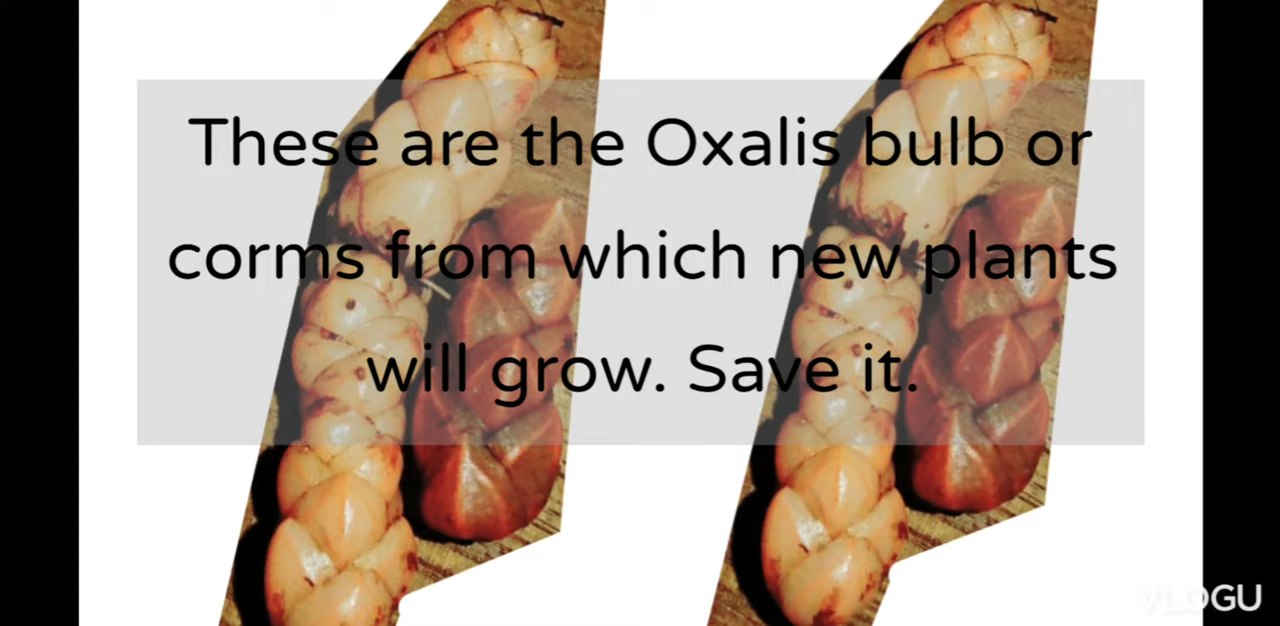 These are the Oxalis bulb or
corms from which new plants
will grow. Save it.
VLOGU